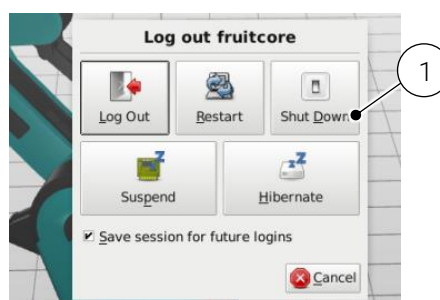 Log out fruitcore
Log Out
Restart
Shut Down
Suspend
Hibernate
Save session for future logins
Cancel
1